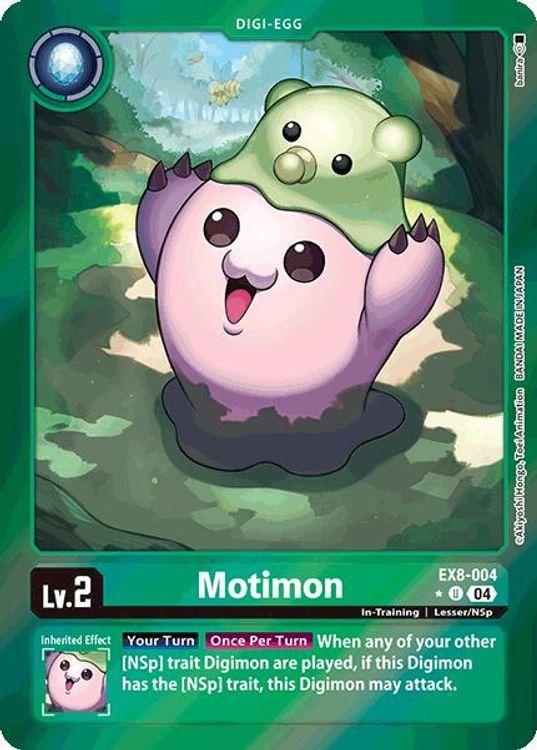 DIGI-EGG
banira
©Akiyoshi Hongo, Toei Animation BANDAI MADE IN JAPAN
Lv.2
Motimon
EX8-004
★ U 04
In-Training | Lesser/NSp
Inherited Effect
Your Turn Once Per Turn When any of your other
[NSp] trait Digimon are played, if this Digimon
has the [NSp] trait, this Digimon may attack.